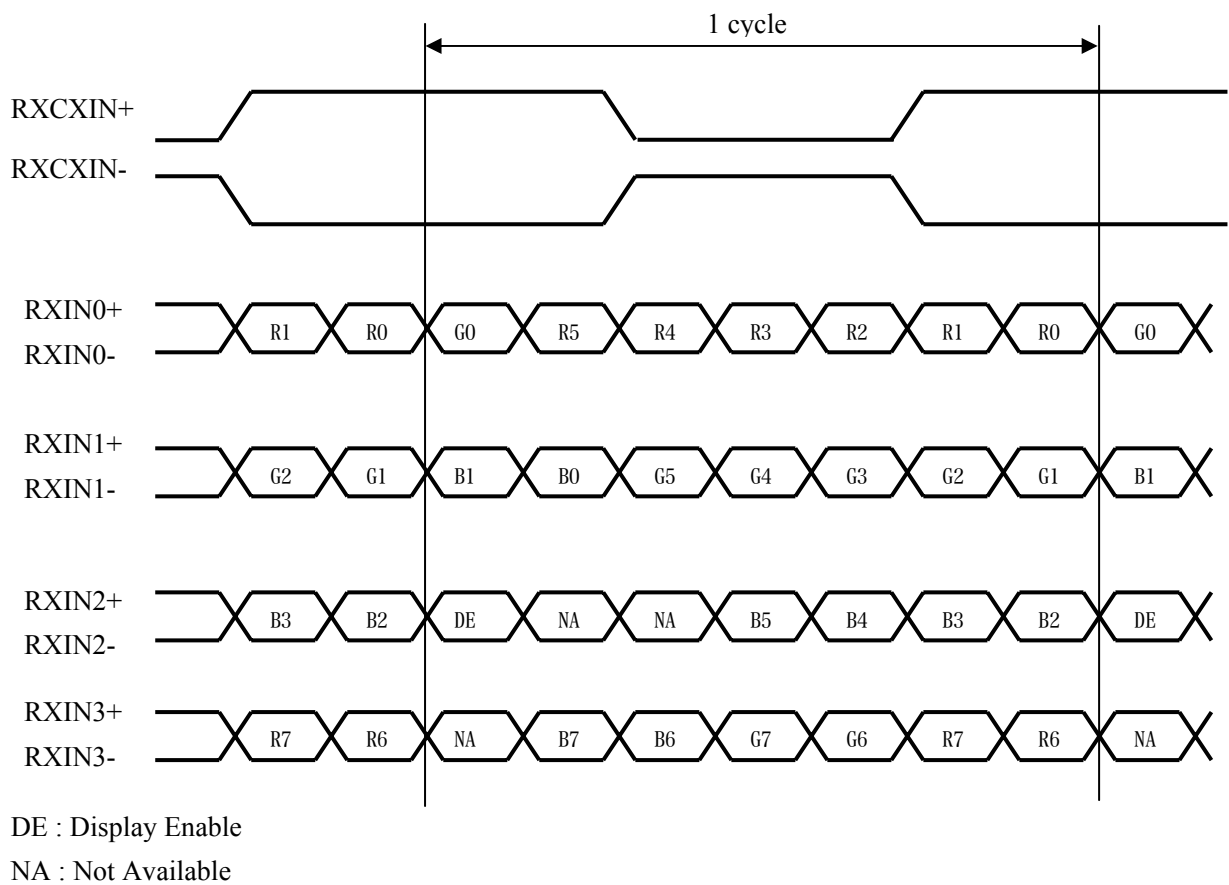 1 cycle
RXCXIN+
RXCXIN-
RXIN0+
R1 R0 G0 R5 R4 R3 R2 R1 R0 G0
RXIN0-
RXIN1+
G2 G1 B1 B0 G5 G4 G3 G2 G1 B1
RXIN1-
RXIN2+
B3 B2 DE NA NA B5 B4 B3 B2 DE
RXIN2-
RXIN3+
R7 R6 NA B7 B6 G7 G6 R7 R6 NA
RXIN3-
DE : Display Enable
NA : Not Available